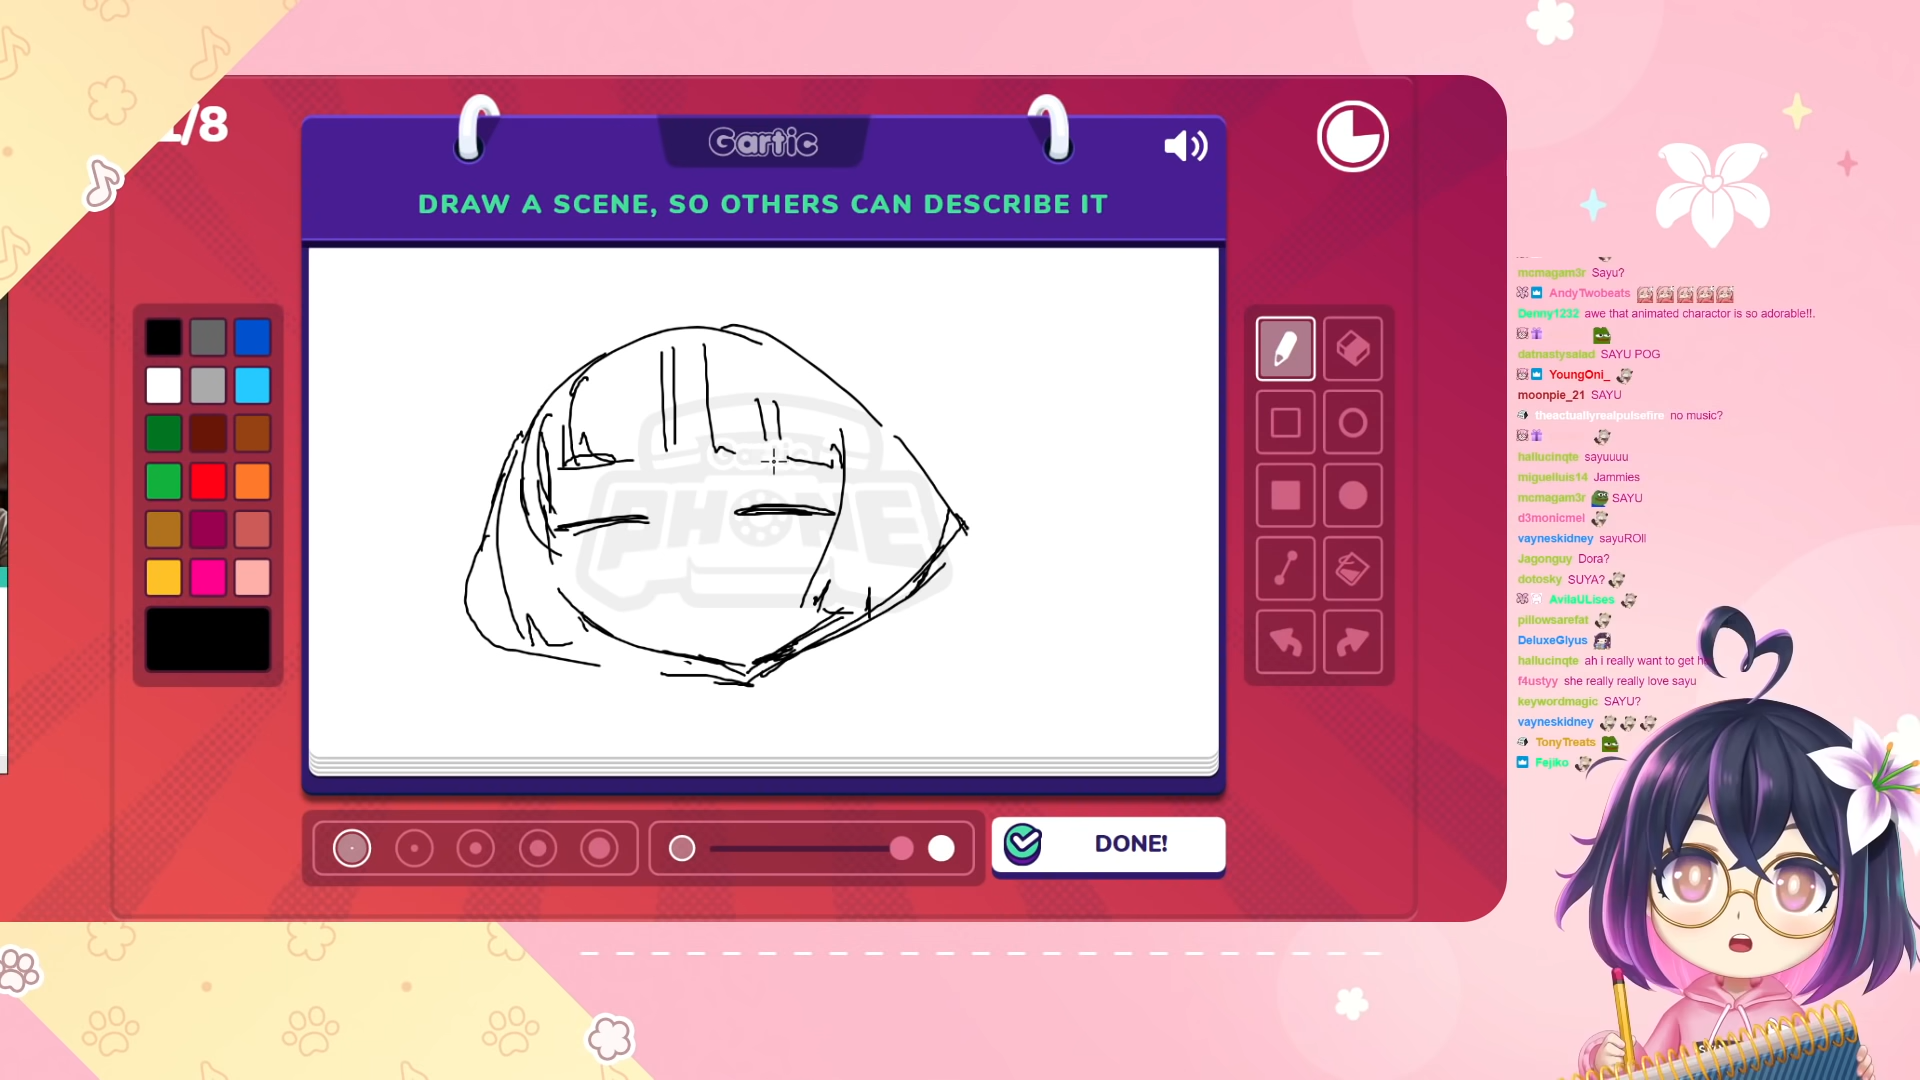 1/8
Gartic
DRAW A SCENE, SO OTHERS CAN DESCRIBE IT
Gartic
PHONE
DONE!
mcmagam3r Sayu?
AndyTwobeats
Denny1232 awe that animated charactor is so adorable!!.
datnastysalad SAYU POG
YoungOni_
moonpie_21 SAYU
theactuallyrealpulsefire no music?
hallucinqte sayuuuu
miguelluis14 Jammies
mcmagam3r SAYU
d3monicmel
vayneskidney sayuROll
Jagonguy Dora?
dotosky SUYA?
AvilaULises
pillowsarefat
DeluxeGlyus
hallucinqte ah i really want to get
f4ustyy she really really love sayu
keywordmagic SAYU?
vayneskidney
TonyTreats
Fejiko